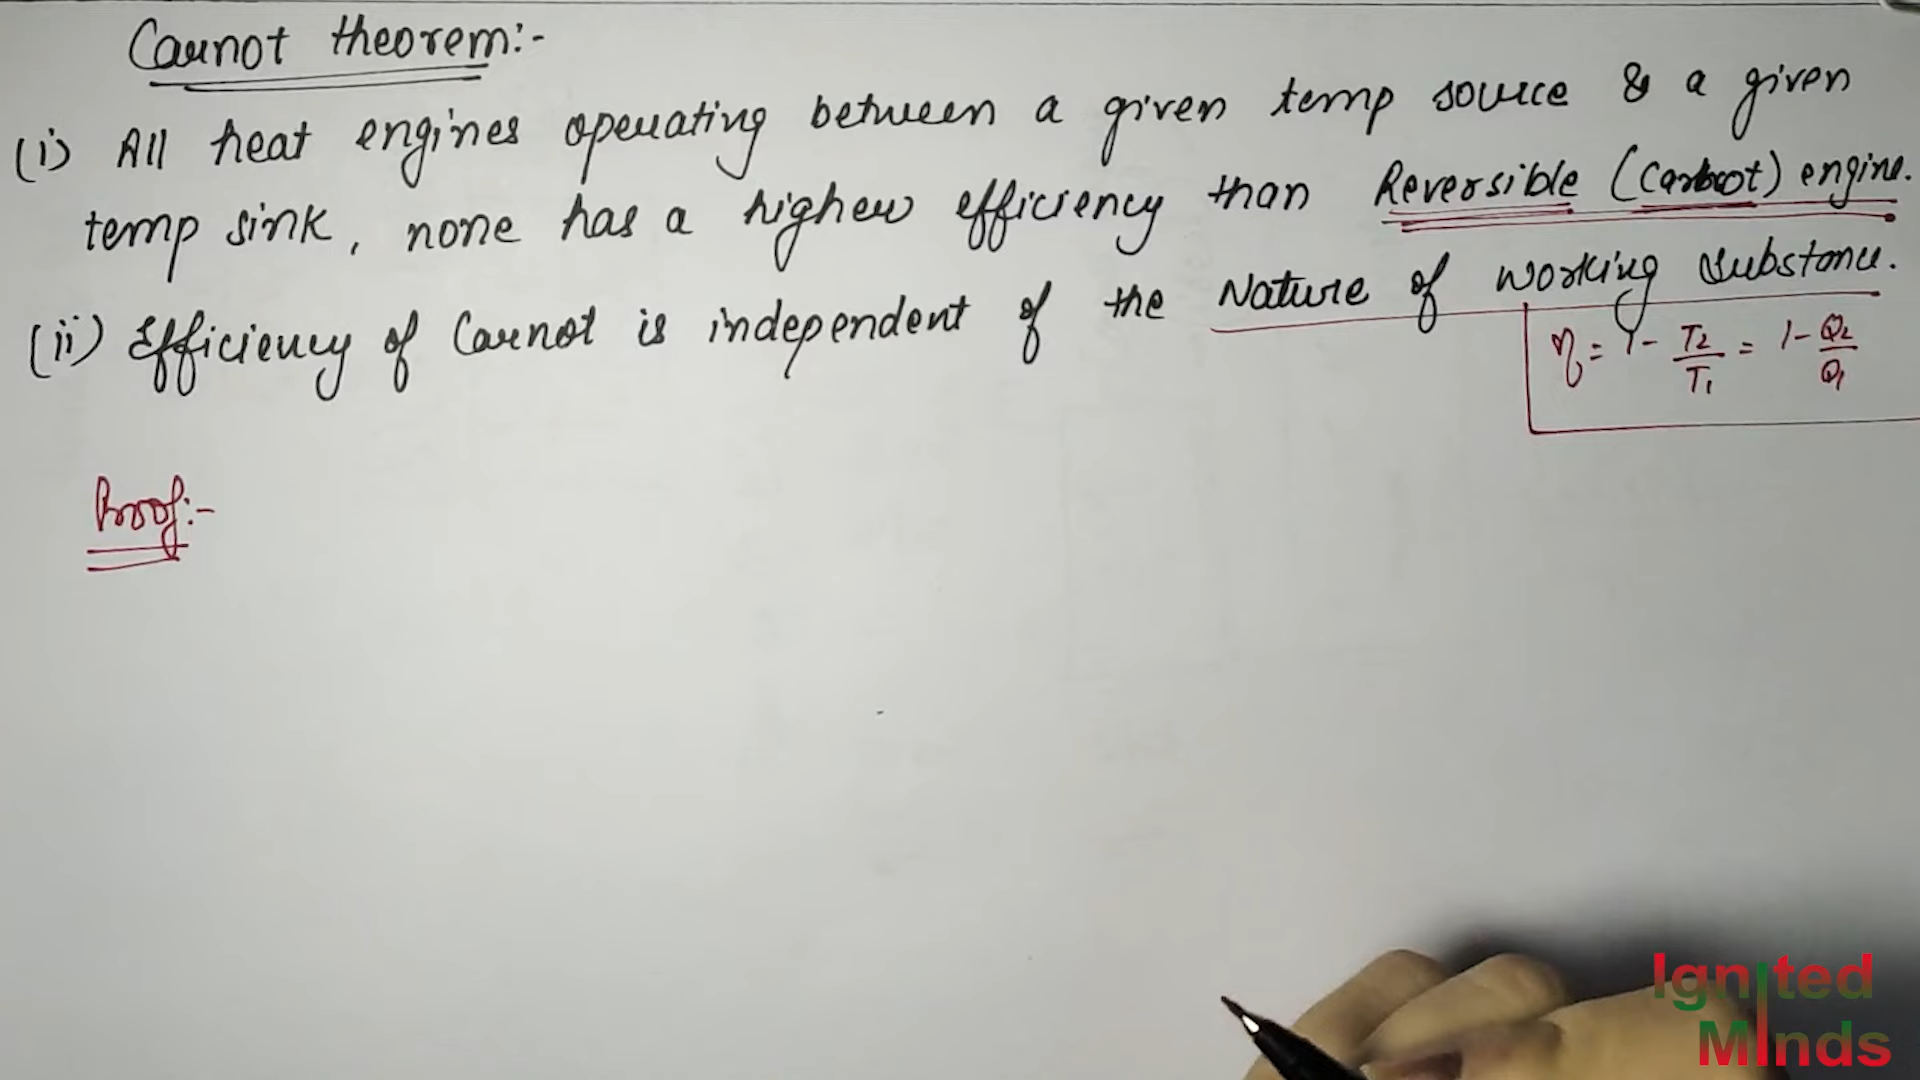 Carnot theorem:-
(i) All heat engines operating between a given temp source & a given
temp sink, none has a higher efficiency than Reversible (Carnot) engine.
(ii) Efficiency of Carnot is independent of the Nature of working substance.
η = 1 - T2/T1 = 1 - Q2/Q1
Proof:-
Ignited
Minds